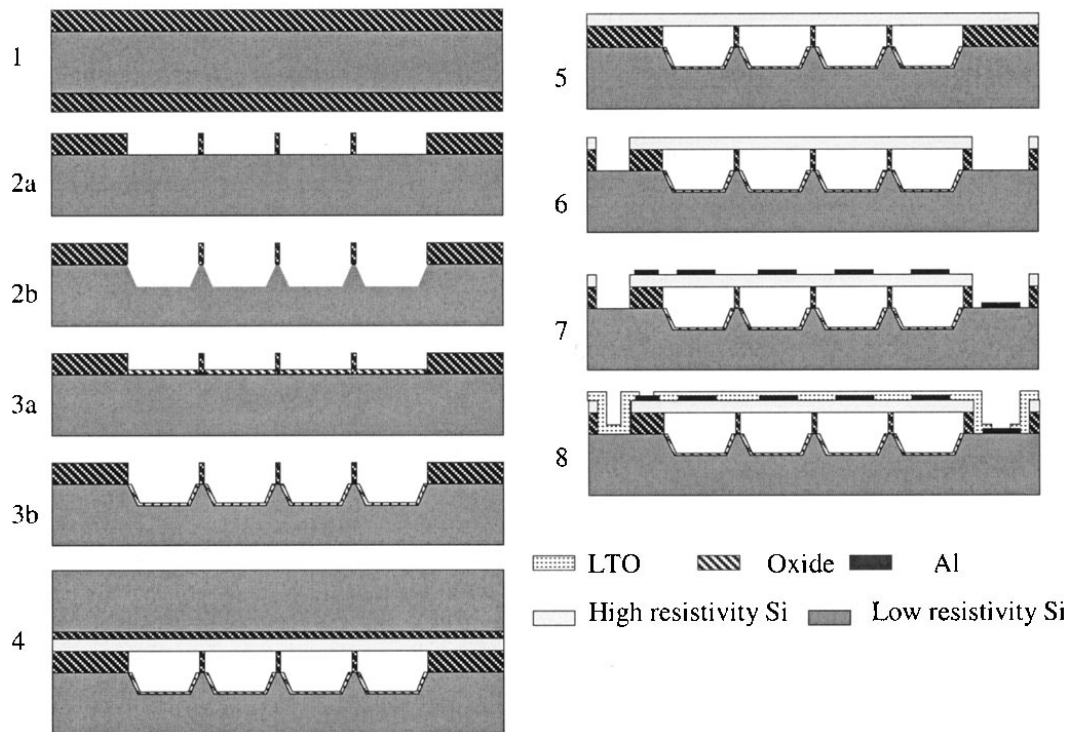 1
2a
2b
3a
3b
4
5
6
7
8
LTO
Oxide
Al
High resistivity Si
Low resistivity Si